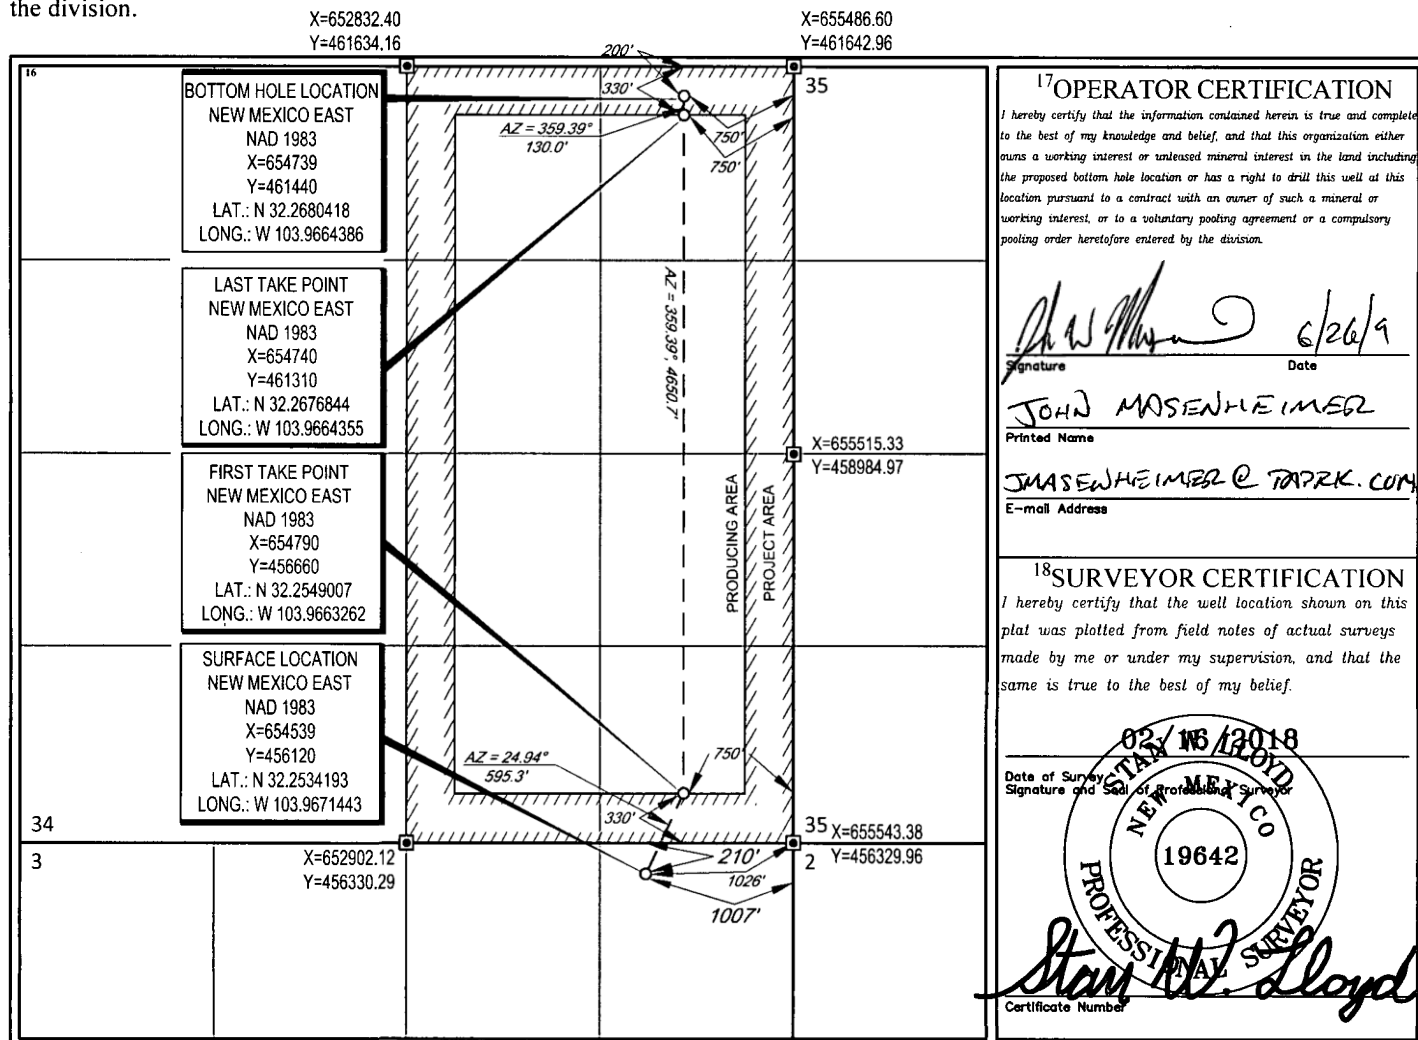 the division.
X=652832.40
Y=461634.16
X=655486.60
Y=461642.96
16
BOTTOM HOLE LOCATION
NEW MEXICO EAST
NAD 1983
X=654739
Y=461440
LAT.: N 32.2680418
LONG.: W 103.9664386
LAST TAKE POINT
NEW MEXICO EAST
NAD 1983
X=654740
Y=461310
LAT.: N 32.2676844
LONG.: W 103.9664355
FIRST TAKE POINT
NEW MEXICO EAST
NAD 1983
X=654790
Y=456660
LAT.: N 32.2549007
LONG.: W 103.9663262
SURFACE LOCATION
NEW MEXICO EAST
NAD 1983
X=654539
Y=456120
LAT.: N 32.2534193
LONG.: W 103.9671443
200'
330'
AZ = 359.39°
130.0'
750'
750'
35
AZ = 359.39°, 4650.7'
X=655515.33
Y=458984.97
PRODUCING AREA
PROJECT AREA
AZ = 24.94°
595.3'
750'
330'
34
35
X=655543.38
Y=456329.96
3
2
X=652902.12
Y=456330.29
210'
1026'
1007'
17 OPERATOR CERTIFICATION
I hereby certify that the information contained herein is true and complete
to the best of my knowledge and belief, and that this organization either
owns a working interest or unleased mineral interest in the land including
the proposed bottom hole location or has a right to drill this well at this
location pursuant to a contract with an owner of such a mineral or
working interest, or to a voluntary pooling agreement or a compulsory
pooling order heretofore entered by the division.
6/26/9
Signature Date
JOHN MASENHEIMER
Printed Name
E-mail Address
18 SURVEYOR CERTIFICATION
I hereby certify that the well location shown on this
plat was plotted from field notes of actual surveys
made by me or under my supervision, and that the
same is true to the best of my belief.
02/16/2018
Date of Survey
Signature and Seal of Professional Surveyor
STAN W LLOYD
NEW MEXICO
19642
PROFESSIONAL SURVEYOR
Stan W. Lloyd
Certificate Number